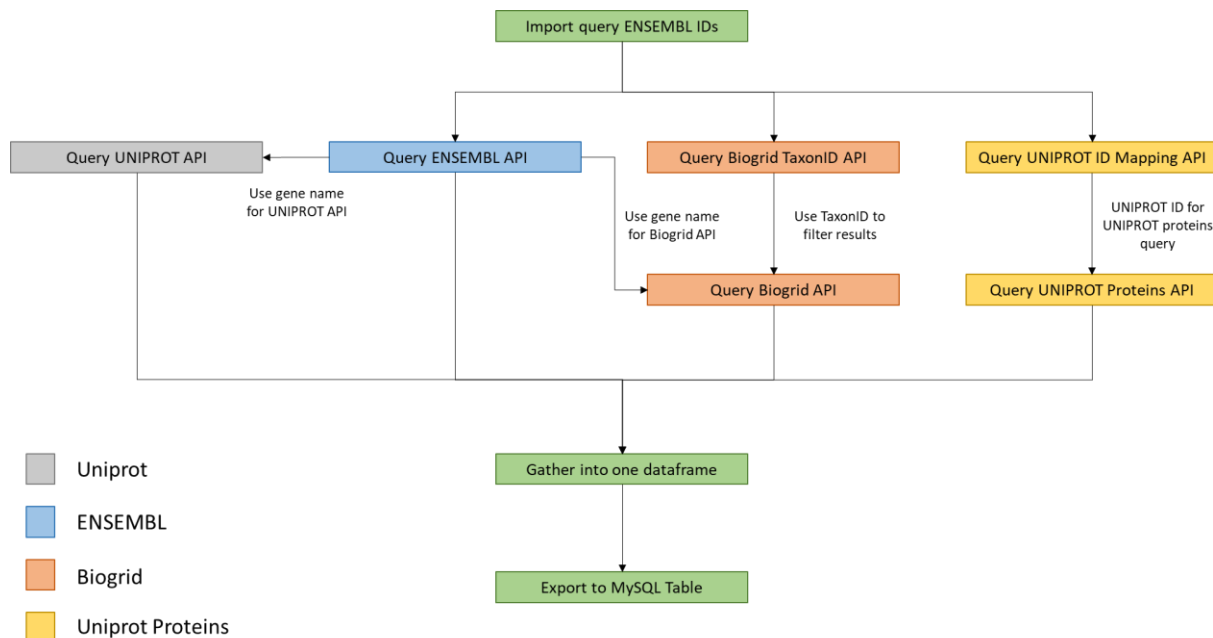 Import query ENSEMBL IDs
Query UNIPROT API
Query ENSEMBL API
Query Biogrid TaxonID API
Query UNIPROT ID Mapping API
Use gene name
for UNIPROT API
Use gene name
for Biogrid API
Use TaxonID to
filter results
UNIPROT ID for
UNIPROT proteins
query
Query Biogrid API
Query UNIPROT Proteins API
Gather into one dataframe
Export to MySQL Table
Uniprot
ENSEMBL
Biogrid
Uniprot Proteins